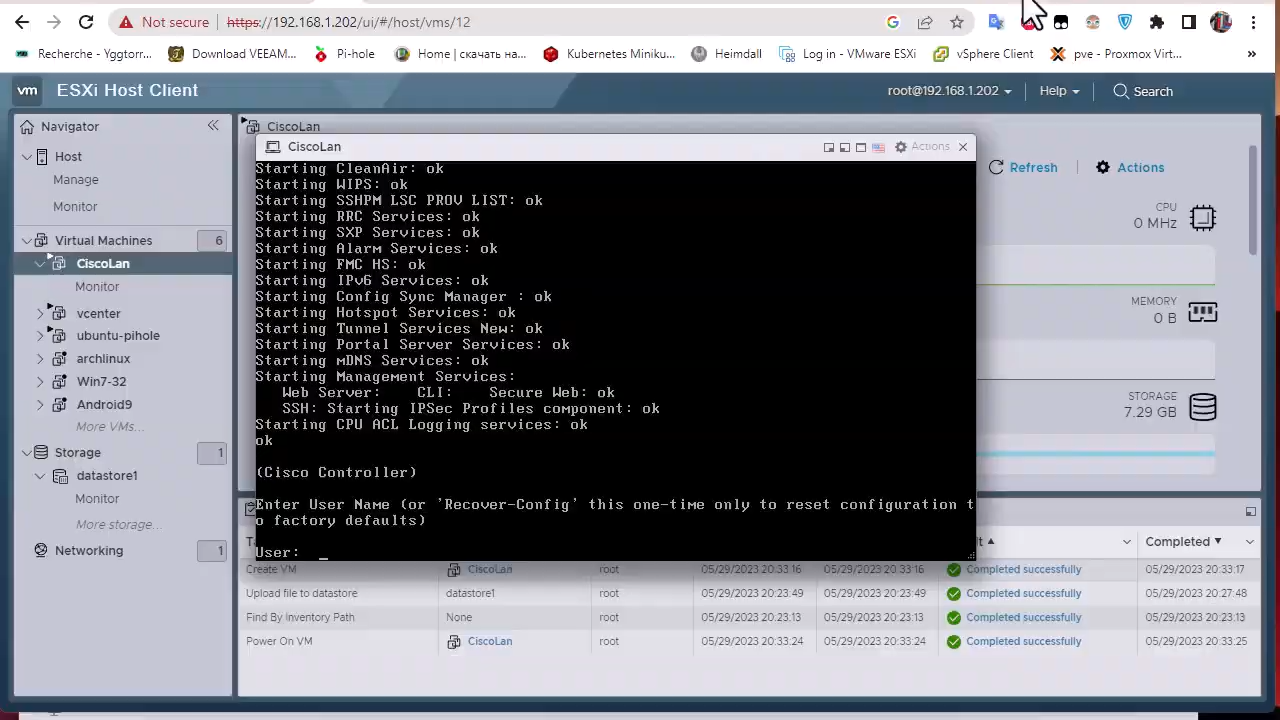 Not secure
https://192.168.1.202/ui/#/host/vms/12
Recherche - Yggtorr...
Download VEEAM...
Pi-hole
Home | скачать на...
Kubernetes Miniku...
Heimdall
Log in - VMware ESXi
vSphere Client
pve - Proxmox Virt...
»
vm
ESXi Host Client
root@192.168.1.202
Help
Search
Navigator
CiscoLan
Host
Manage
Monitor
Virtual Machines
6
CiscoLan
Monitor
vcenter
ubuntu-pihole
archlinux
Win7-32
Android9
More VMs...
Storage
1
datastore1
Monitor
More storage...
Networking
1
CiscoLan
Actions
Starting CleanAir: ok
Starting WIPS: ok
Starting SSHPM LSC PROV LIST: ok
Starting RRC Services: ok
Starting SXP Services: ok
Starting Alarm Services: ok
Starting FMC HS: ok
Starting IPv6 Services: ok
Starting Config Sync Manager : ok
Starting Hotspot Services: ok
Starting Tunnel Services New: ok
Starting Portal Server Services: ok
Starting mDNS Services: ok
Starting Management Services:
Web Server: CLI: Secure Web: ok
SSH: Starting IPSec Profiles component: ok
Starting CPU ACL Logging services: ok
ok
(Cisco Controller)
Enter User Name (or 'Recover-Config' this one-time only to reset configuration t
o factory defaults)
User: _
Refresh
Actions
CPU
0 MHz
MEMORY
0 B
STORAGE
7.29 GB
Completed
Create VM CiscoLan root 05/29/2023 20:33:16 05/29/2023 20:33:16 Completed successfully 05/29/2023 20:33:17
Upload file to datastore datastore1 root 05/29/2023 20:23:49 05/29/2023 20:23:49 Completed successfully 05/29/2023 20:27:48
Find By Inventory Path None root 05/29/2023 20:23:13 05/29/2023 20:23:13 Completed successfully 05/29/2023 20:23:13
Power On VM CiscoLan root 05/29/2023 20:33:24 05/29/2023 20:33:24 Completed successfully 05/29/2023 20:33:25